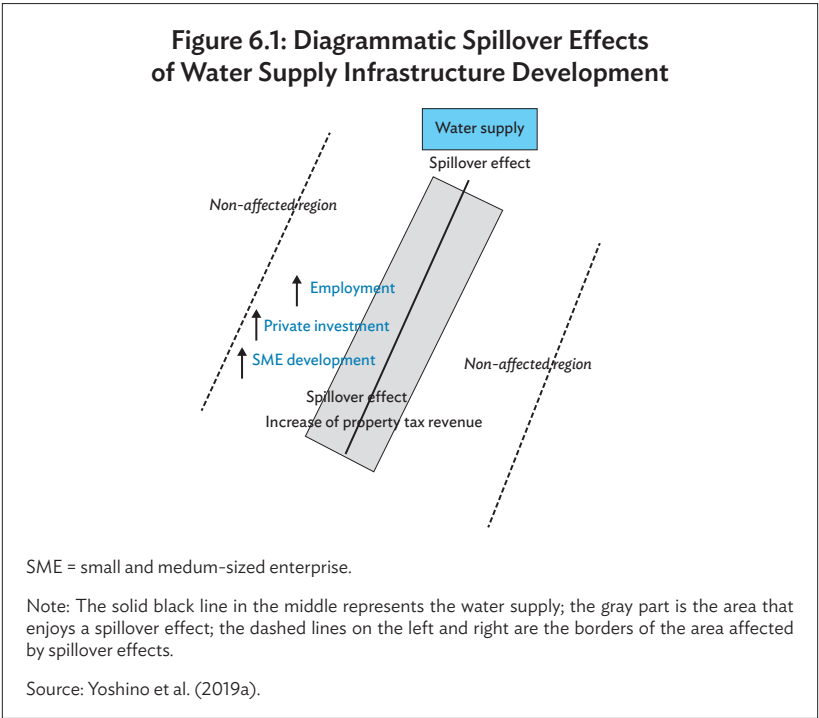 Figure 6.1: Diagrammatic Spillover Effects
of Water Supply Infrastructure Development
Water supply
Spillover effect
Non-affected region
Employment
Private investment
SME development
Non-affected region
Spillover effect
Increase of property tax revenue
SME = small and medum-sized enterprise.
Note: The solid black line in the middle represents the water supply; the gray part is the area that
enjoys a spillover effect; the dashed lines on the left and right are the borders of the area affected
by spillover effects.
Source: Yoshino et al. (2019a).